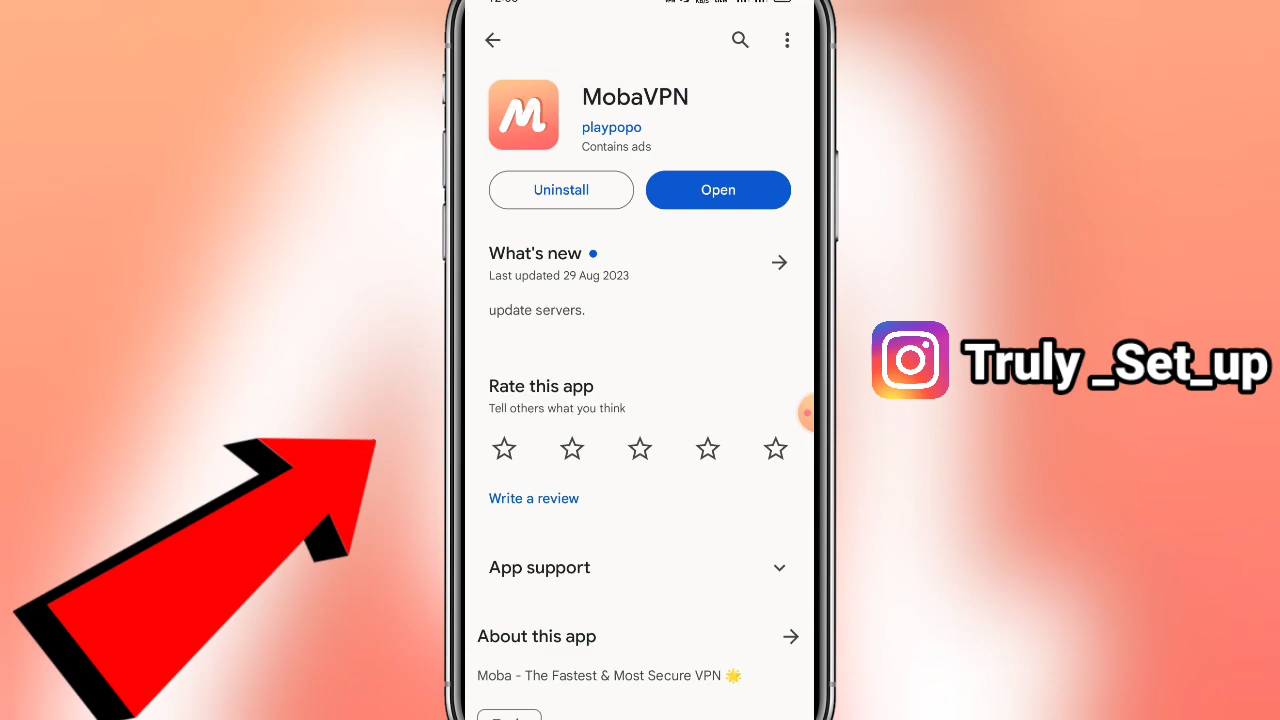 MobaVPN
playpopo
Contains ads
Uninstall
Open
What's new
Last updated 29 Aug 2023
update servers.
Rate this app
Tell others what you think
Write a review
App support
About this app
Moba - The Fastest & Most Secure VPN 🌟
Truly _Set_up